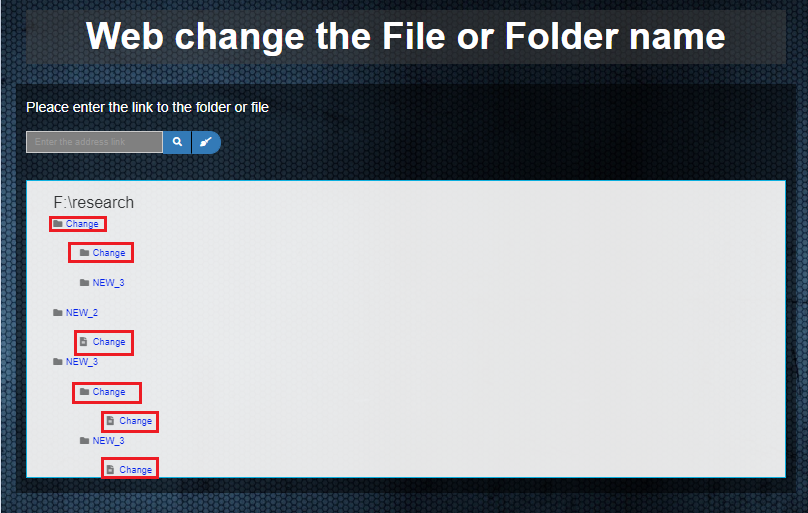 Web change the File or Folder name
Pleace enter the link to the folder or file
Enter the address link
F:\research
Change
Change
NEW_3
NEW_2
Change
NEW_3
Change
Change
NEW_3
Change